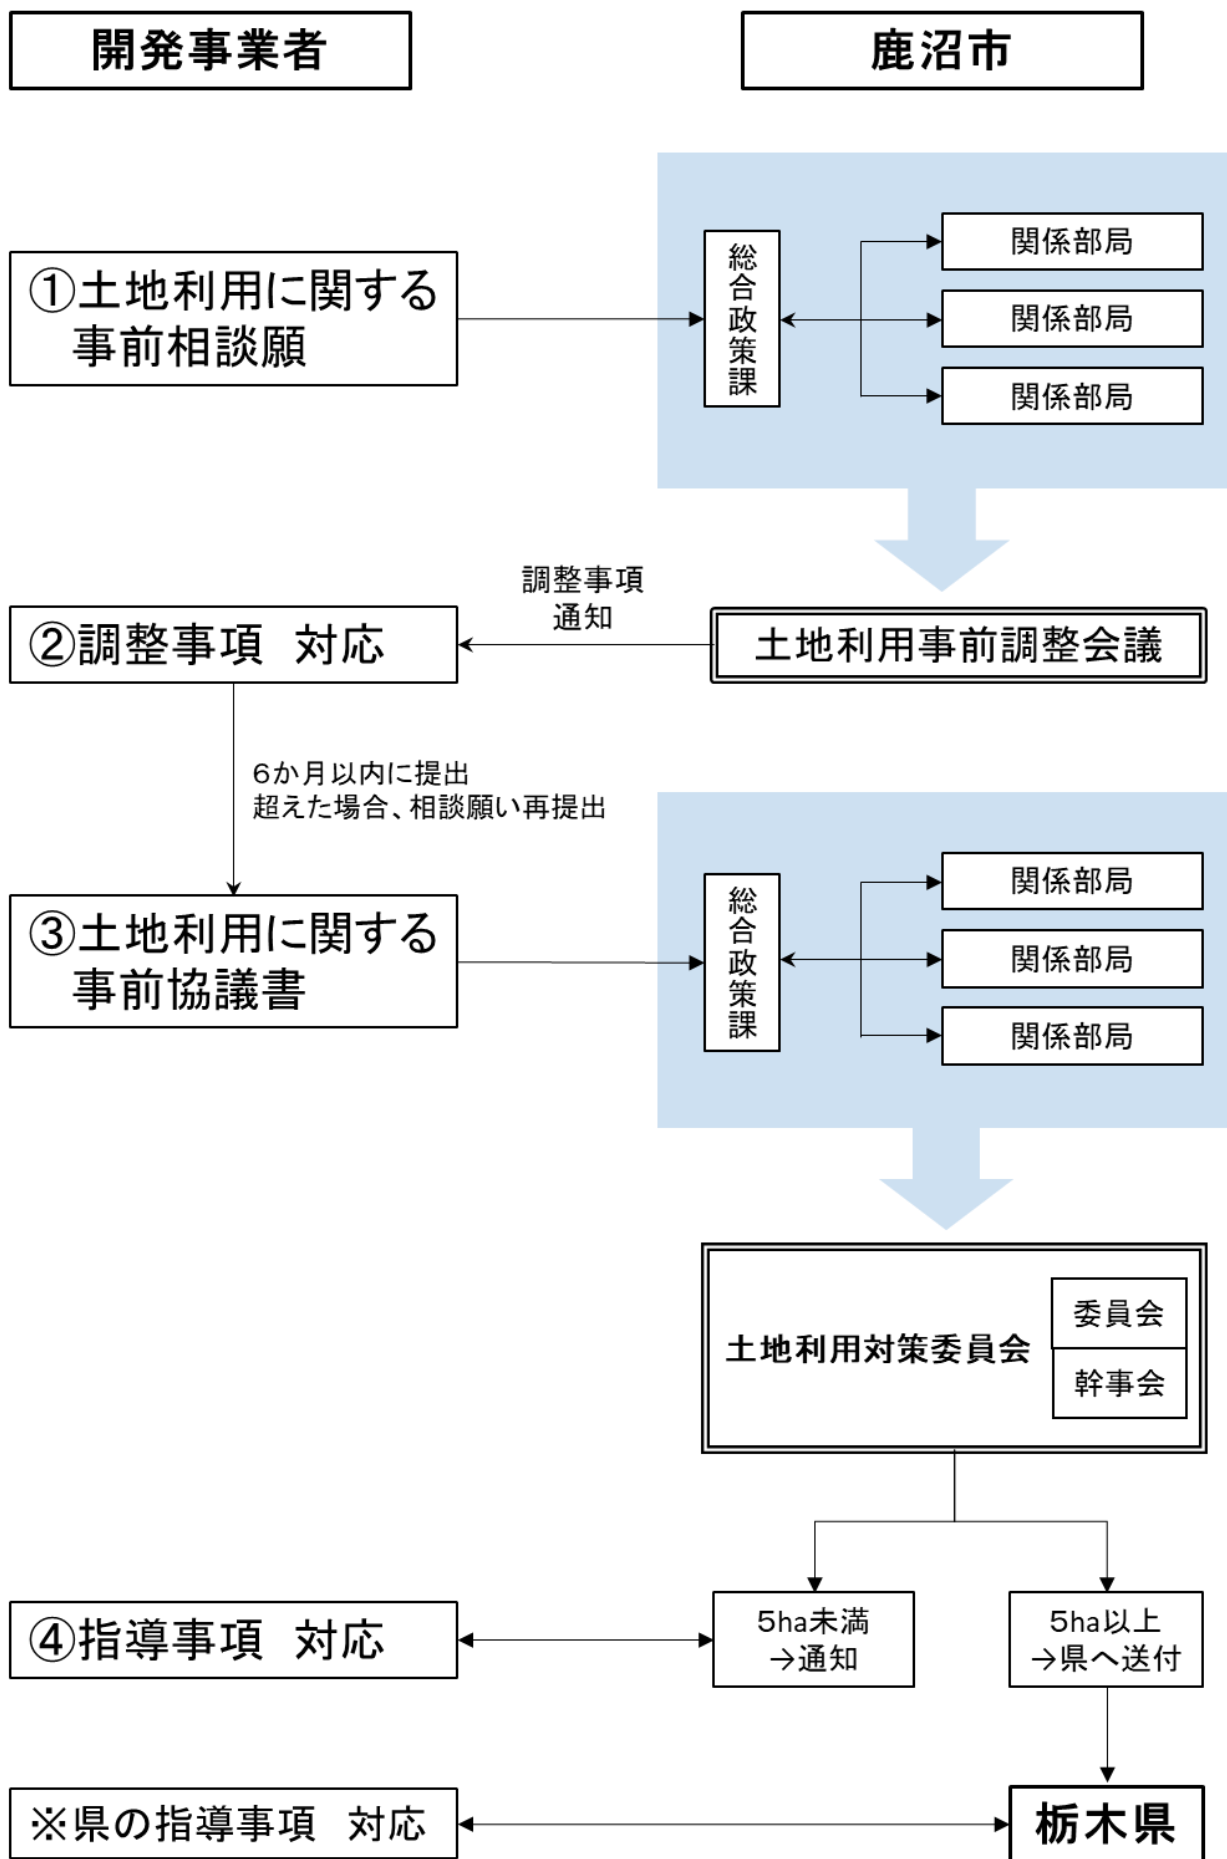 開発事業者
鹿沼市
①土地利用に関する
事前相談願
総合政策課
関係部局
関係部局
関係部局
調整事項
通知
②調整事項　対応
土地利用事前調整会議
6か月以内に提出
超えた場合、相談願い再提出
③土地利用に関する
事前協議書
総合政策課
関係部局
関係部局
関係部局
土地利用対策委員会
委員会
幹事会
④指導事項　対応
5ha未満
→通知
5ha以上
→県へ送付
※県の指導事項　対応
栃木県